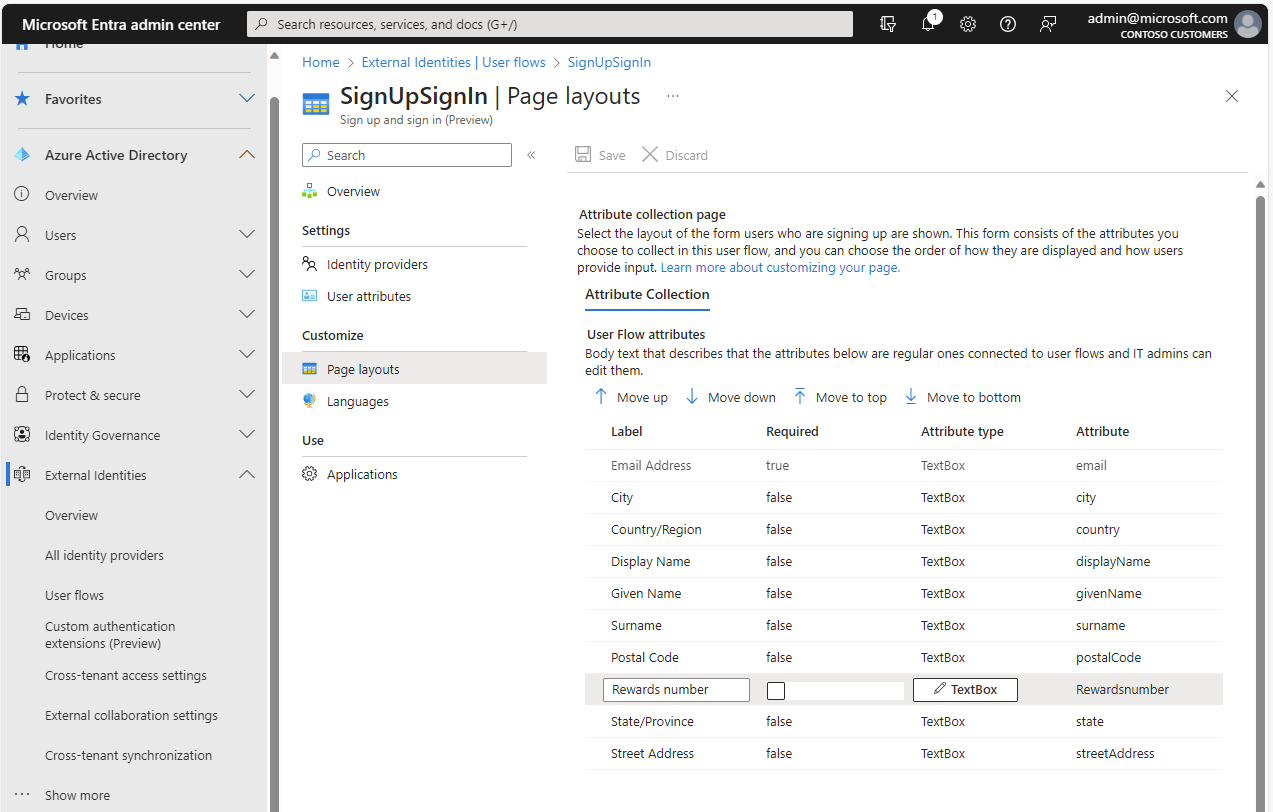 Microsoft Entra admin center
Search resources, services, and docs (G+/)
1
admin@microsoft.com
CONTOSO CUSTOMERS
Home
Favorites
Azure Active Directory
Overview
Users
Groups
Devices
Applications
Protect & secure
Identity Governance
External Identities
Overview
All identity providers
User flows
Custom authentication
extensions (Preview)
Cross-tenant access settings
External collaboration settings
Cross-tenant synchronization
Show more
Home > External Identities | User flows > SignUpSignIn
SignUpSignIn | Page layouts ...
Sign up and sign in (Preview)
Search
Overview
Settings
Identity providers
User attributes
Customize
Page layouts
Languages
Use
Applications
Save Discard
Attribute collection page
Select the layout of the form users who are signing up are shown. This form consists of the attributes you
choose to collect in this user flow, and you can choose the order of how they are displayed and how users
provide input. Learn more about customizing your page.
Attribute Collection
User Flow attributes
Body text that describes that the attributes below are regular ones connected to user flows and IT admins can
edit them.
Move up Move down Move to top Move to bottom
Label Required Attribute type Attribute
Email Address true TextBox email
City false TextBox city
Country/Region false TextBox country
Display Name false TextBox displayName
Given Name false TextBox givenName
Surname false TextBox surname
Postal Code false TextBox postalCode
Rewards number TextBox Rewardsnumber
State/Province false TextBox state
Street Address false TextBox streetAddress